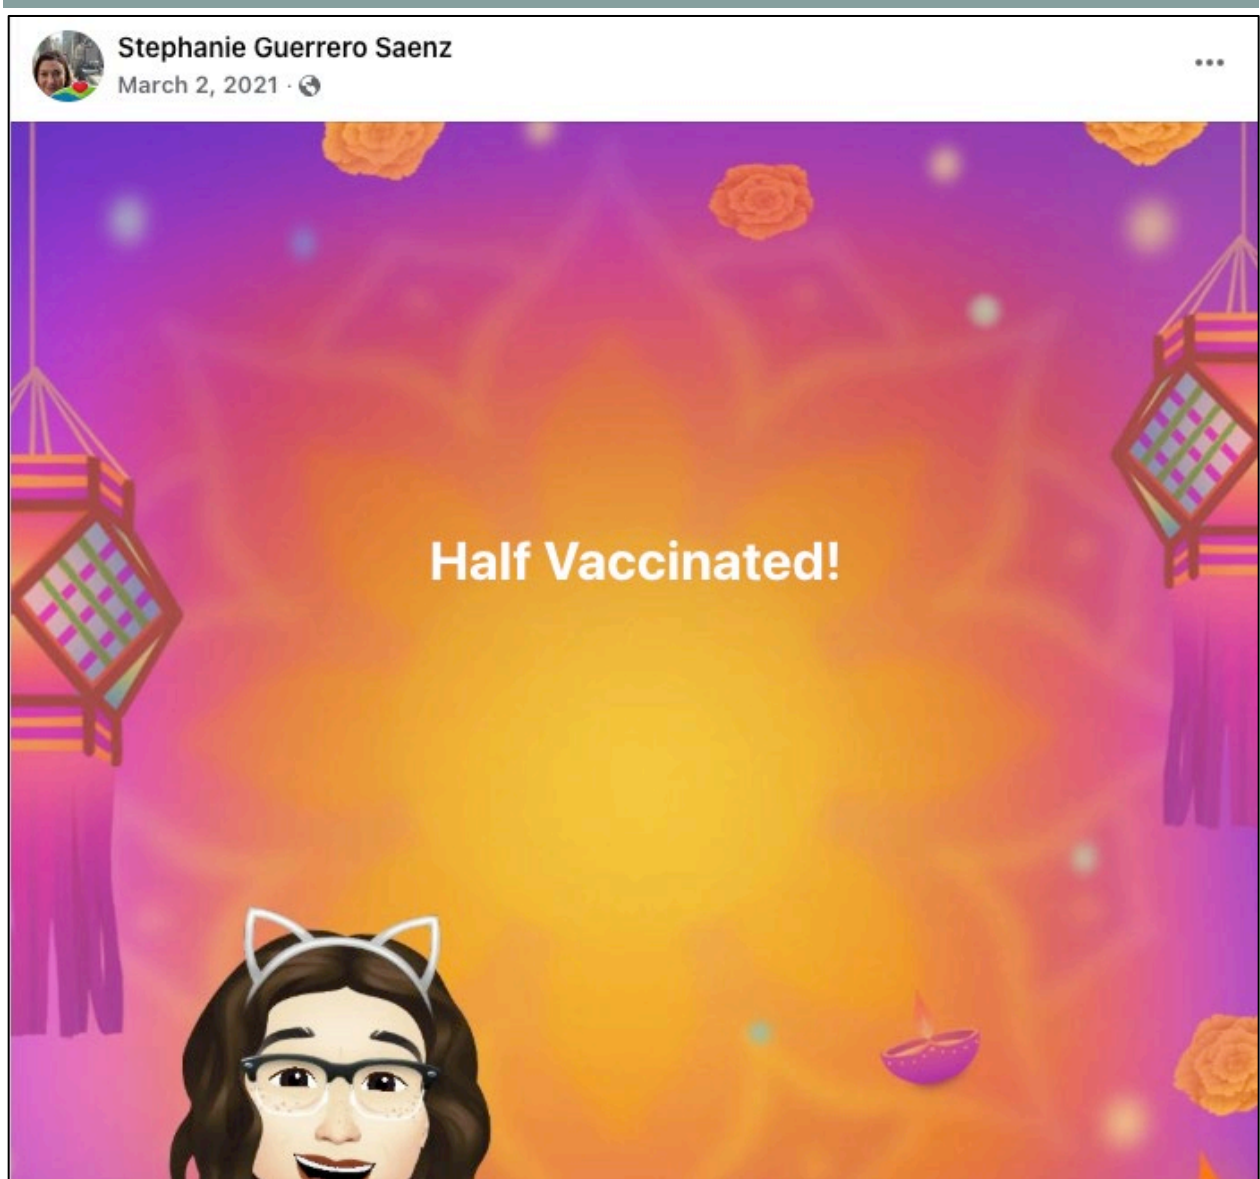 Stephanie Guerrero Saenz
March 2, 2021 ·
Half Vaccinated!